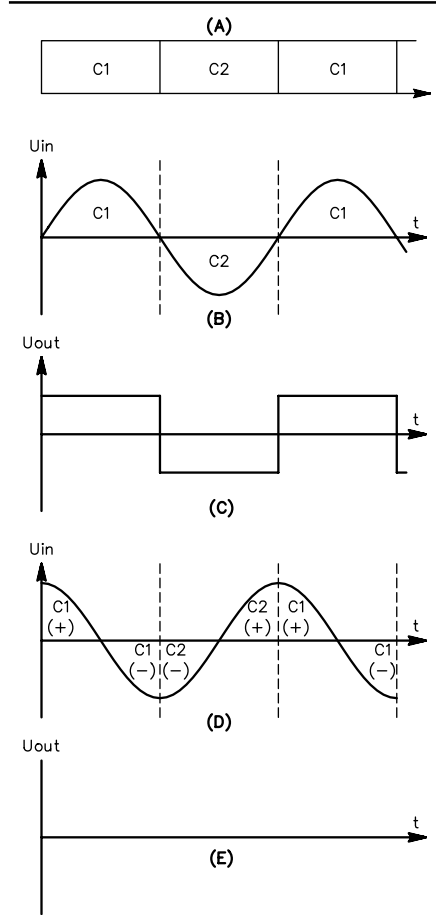 (A)
C1 C2 C1
Uin
C1 C1 t
C2
(B)
Uout
t
(C)
Uin
C1 C2 C1
(+) (+) (+) t
C1 C2 C1
(−) (−) (−)
(D)
Uout
t
(E)